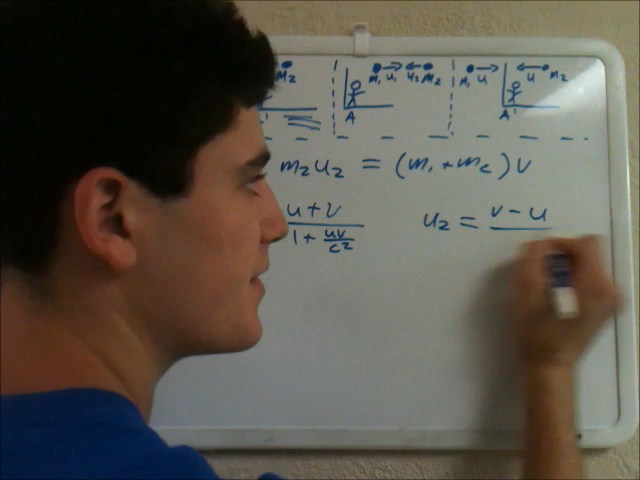 m₂ m₁ u₁ u₂ m₂ m₁ u u m₂
A' A A'
m₂u₂ = (m₁ + m₂)v
u + v / 1 + uv/c² u₂ = v - u